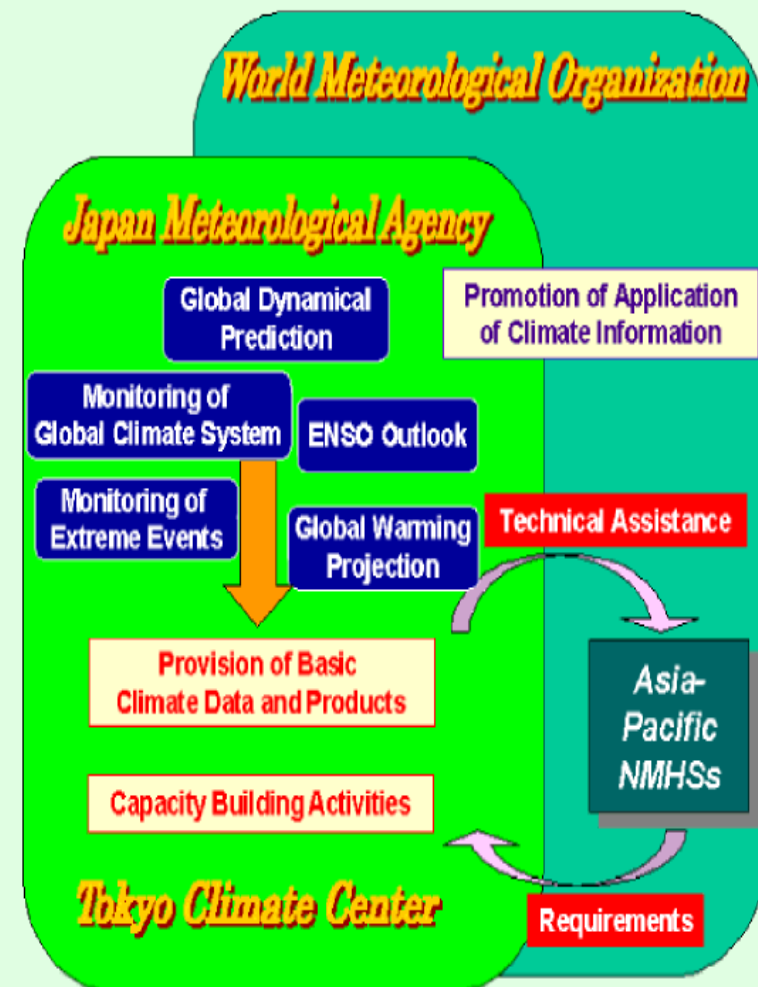 World Meteorological Organization
Japan Meteorological Agency
Global Dynamical
Prediction
Promotion of Application
of Climate Information
Monitoring of
Global Climate System
ENSO Outlook
Monitoring of
Extreme Events
Global Warming
Projection
Technical Assistance
Provision of Basic
Climate Data and Products
Asia-
Pacific
NMHSs
Capacity Building Activities
Tokyo Climate Center
Requirements